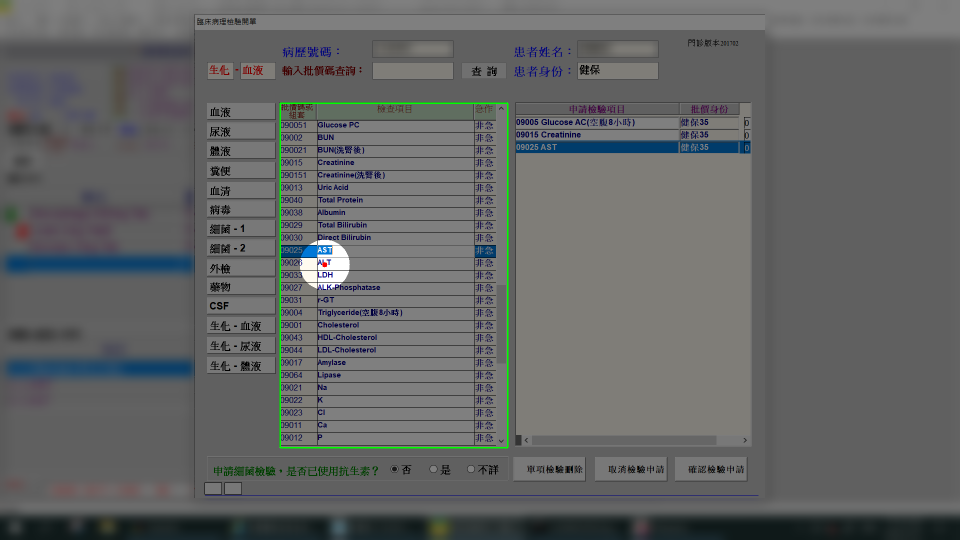 臨床病理檢驗開單
病歷號碼：
患者姓名：
門診版本201702
生化 - 血液
輸入批價碼查詢：
查 詢
患者身份：
健保
血液
尿液
體液
糞便
血清
病毒
細菌 - 1
細菌 - 2
外檢
藥物
CSF
生化 - 血液
生化 - 尿液
生化 - 體液
批價碼或組套 檢查項目 急作
090051 Glucose PC 非急
09002 BUN 非急
090021 BUN(洗腎後) 非急
09015 Creatinine 非急
090151 Creatinine(洗腎後) 非急
09013 Uric Acid 非急
09040 Total Protein 非急
09038 Albumin 非急
09029 Total Bilirubin 非急
09030 Direct Bilirubin 非急
09025 AST 非急
09026 ALT 非急
09033 LDH 非急
09027 ALK-Phosphatase 非急
09031 r-GT 非急
09004 Triglyceride(空腹8小時) 非急
09001 Cholesterol 非急
09043 HDL-Cholesterol 非急
09044 LDL-Cholesterol 非急
09017 Amylase 非急
09064 Lipase 非急
09021 Na 非急
09022 K 非急
09023 Cl 非急
09011 Ca 非急
09012 P 非急
申請檢驗項目 批價身份
09005 Glucose AC(空腹8小時) 健保35 0
09015 Creatinine 健保35 0
09025 AST 健保35 0
申請細菌檢驗，是否已使用抗生素？ 否 是 不詳
單項檢驗刪除
取消檢驗申請
確認檢驗申請